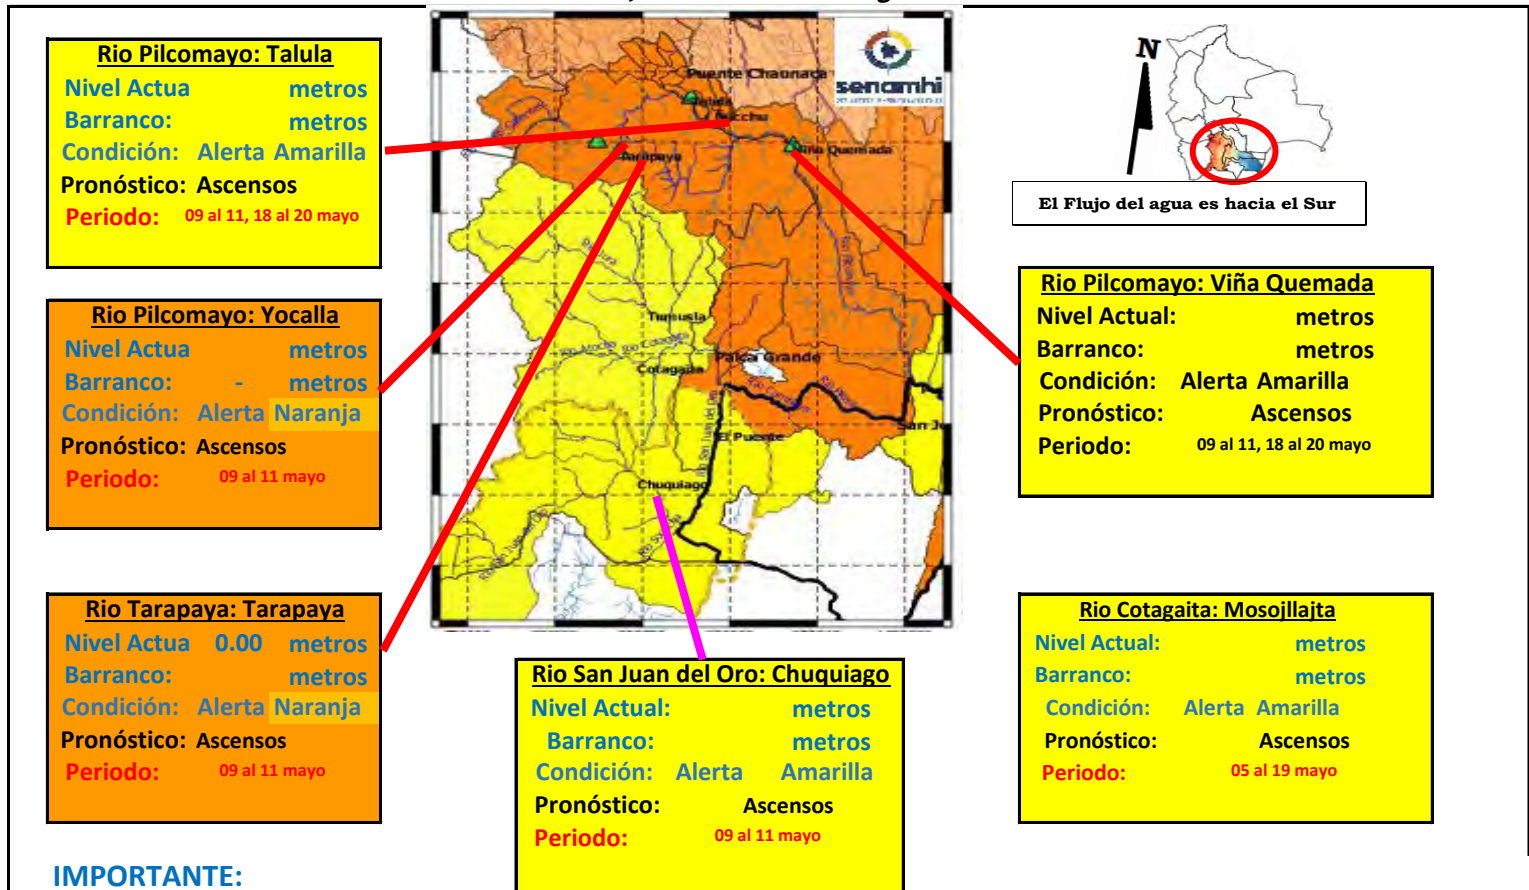 Rio Pilcomayo: Talula
Nivel Actua metros
Barranco: metros
Condición: Alerta Amarilla
Pronóstico: Ascensos
Periodo: 09 al 11, 18 al 20 mayo
Rio Pilcomayo: Yocalla
Nivel Actua metros
Barranco: - metros
Condición: Alerta Naranja
Pronóstico: Ascensos
Periodo: 09 al 11 mayo
Rio Tarapaya: Tarapaya
Nivel Actua 0.00 metros
Barranco: metros
Condición: Alerta Naranja
Pronóstico: Ascensos
Periodo: 09 al 11 mayo
IMPORTANTE:
senamhi
Puente Chaunaca
Tarapaya
Viña Quemada
Tumusla
Palca Grande
Cotagaita
El Puente
San J
Chuquiago
Rio San Juan del Oro
Rio San Juan del Oro: Chuquiago
Nivel Actual: metros
Barranco: metros
Condición: Alerta Amarilla
Pronóstico: Ascensos
Periodo: 09 al 11 mayo
N
El Flujo del agua es hacia el Sur
Rio Pilcomayo: Viña Quemada
Nivel Actual: metros
Barranco: metros
Condición: Alerta Amarilla
Pronóstico: Ascensos
Periodo: 09 al 11, 18 al 20 mayo
Rio Cotagaita: Mosojllajta
Nivel Actual: metros
Barranco: metros
Condición: Alerta Amarilla
Pronóstico: Ascensos
Periodo: 05 al 19 mayo